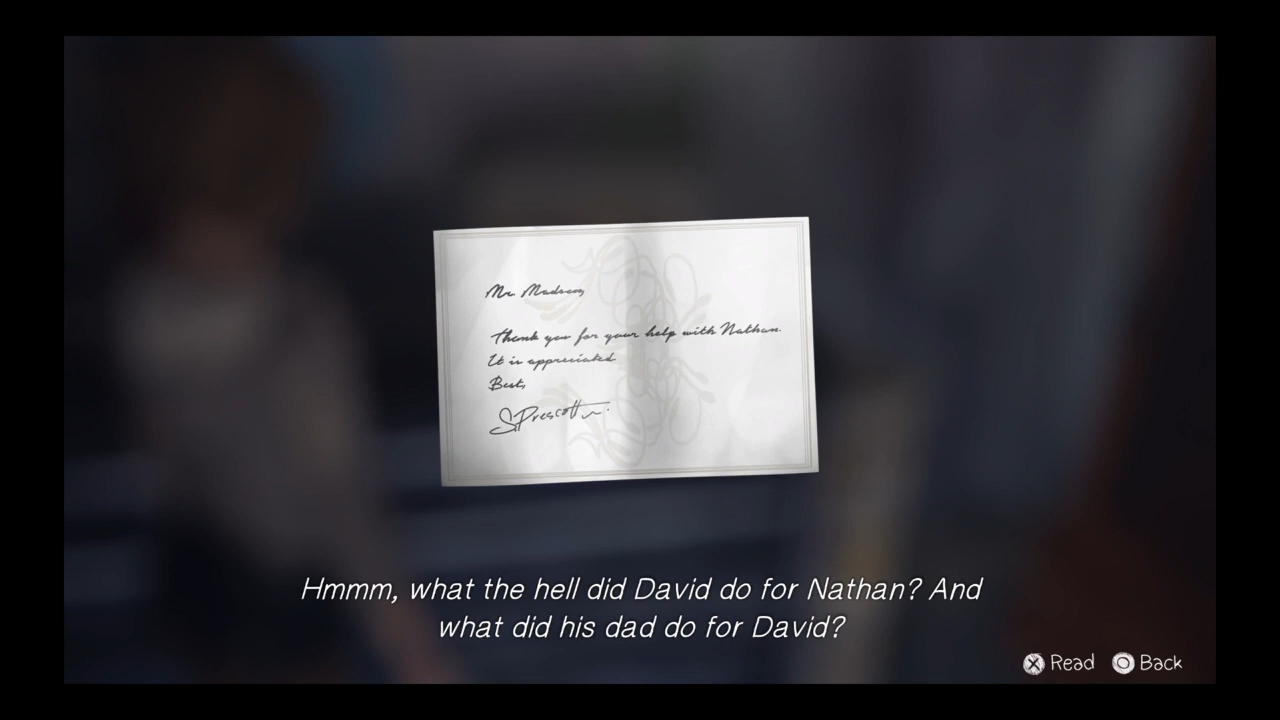 Mr. Madsen,
Thank you for your help with Nathan.
It is appreciated
Best,
S.Prescott
Hmmm, what the hell did David do for Nathan? And
what did his dad do for David?
Read Back